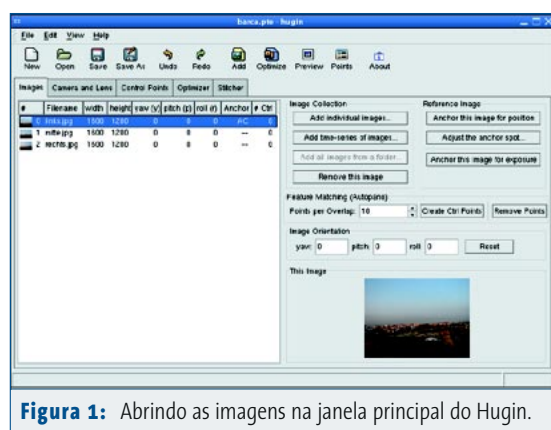 barca.pto - hugin
File Edit View Help
New Open Save Save As Undo Redo Add Optimize Preview Points About
Images Camera and Lens Control Points Optimizer Stitcher
# Filename width height yaw (y) pitch (p) roll (r) Anchor # Ctrl
0 links.jpg 1600 1280 0 0 0 AC 0
1 mitte.jpg 1600 1280 0 0 0 -- 0
2 rechts.jpg 1600 1280 0 0 0 -- 0
Image Collection
Add individual images...
Add time-series of images...
Add all images from a folder...
Remove this image
Reference Image
Anchor this image for position
Adjust the anchor spot...
Anchor this image for exposure
Feature Matching (Autopano)
Points per Overlap: 10 Create Ctrl Points Remove Points
Image Orientation
yaw: 0 pitch: 0 roll: 0 Reset
This Image
Figura 1: Abrindo as imagens na janela principal do Hugin.